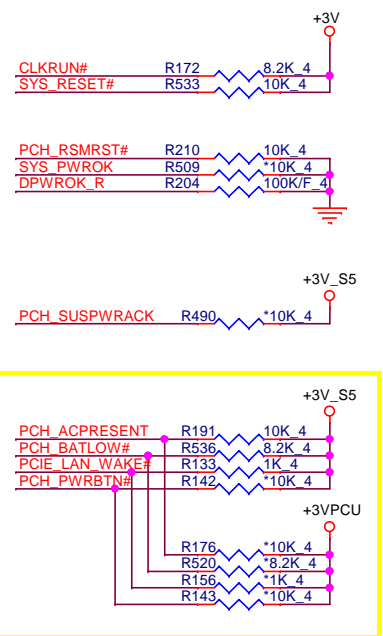 +3V
CLKRUN# R172 8.2K_4
SYS_RESET# R533 10K_4
PCH_RSMRST# R210 10K_4
SYS_PWROK R509 *10K_4
DPWROK_R R204 100K/F_4
+3V_S5
PCH_SUSPWRACK R490 *10K_4
+3V_S5
PCH_ACPRESENT R191 10K_4
PCH_BATLOW# R536 8.2K_4
PCIE_LAN_WAKE# R133 1K_4
PCH_PWRBTN# R142 *10K_4
+3VPCU
R176 *10K_4
R520 *8.2K_4
R156 *1K_4
R143 *10K_4